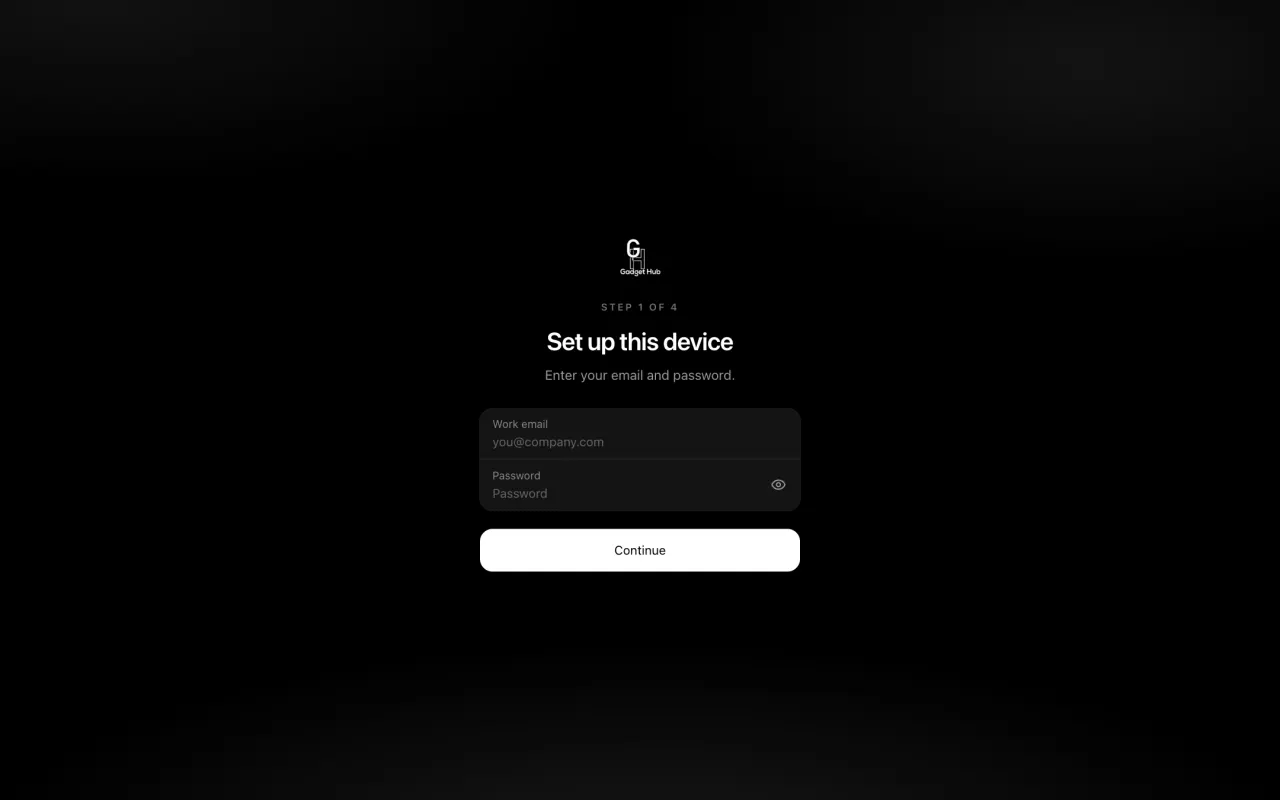 G
H
Gadget Hub
STEP 1 OF 4
Set up this device
Enter your email and password.
Work email
you@company.com
Password
Password
Continue